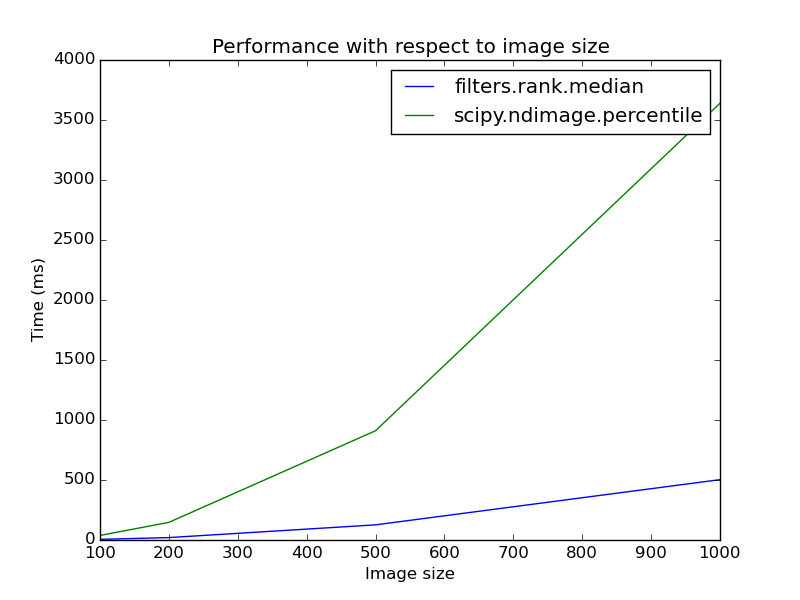 Performance with respect to image size
filters.rank.median
scipy.ndimage.percentile
4000
3500
3000
2500
2000
1500
1000
500
0
Time (ms)
100 200 300 400 500 600 700 800 900 1000
Image size